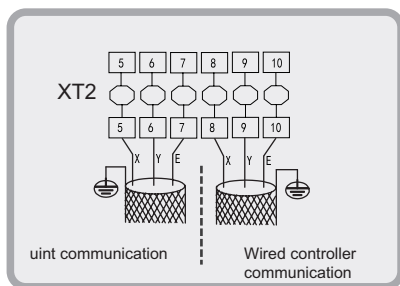 5 6 7 8 9 10
XT2
5 6 7 8 9 10
X Y E X Y E
uint communication
Wired controller
communication